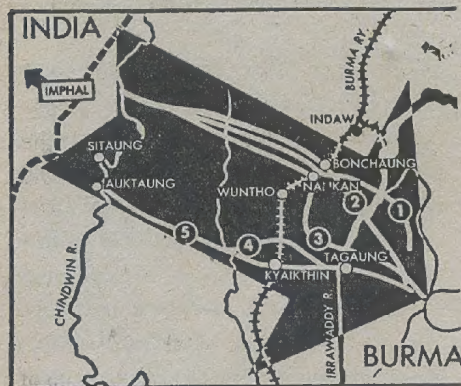 INDIA
IMPHAL
BURMA RY.
INDAW
SITAUNG
BONCHAUNG
AUKTAUNG
WUNTHO
NANKAN
1
2
3
4
5
TAGAUNG
KYAIKTHIN
CHINDWIN R.
IRRAWADDY R.
BURMA